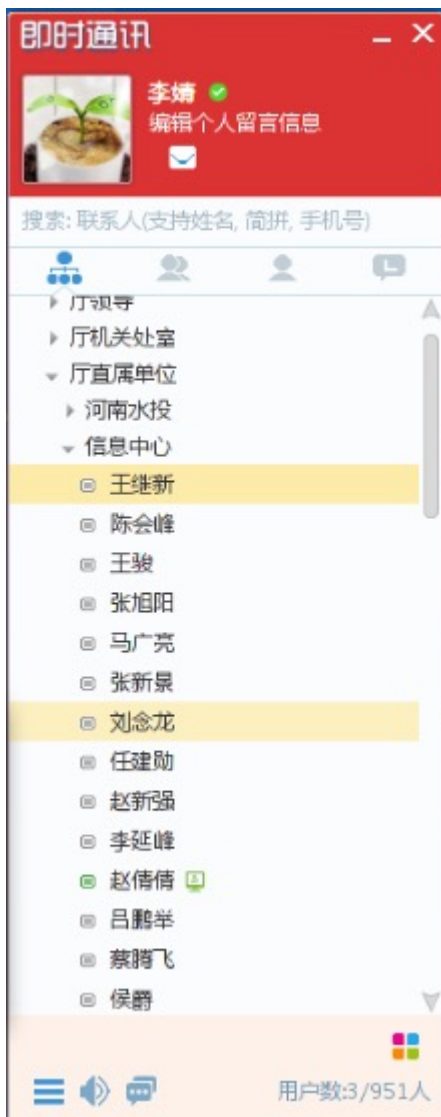 即时通讯
李婧
编辑个人留言信息
搜索: 联系人(支持姓名, 简拼, 手机号)
厅领导
厅机关处室
厅直属单位
河南水投
信息中心
王继新
陈会峰
王骏
张旭阳
马广亮
张新景
刘念龙
任建勋
赵新强
李延峰
赵倩倩
吕鹏举
蔡腾飞
侯爵
用户数:3/951人